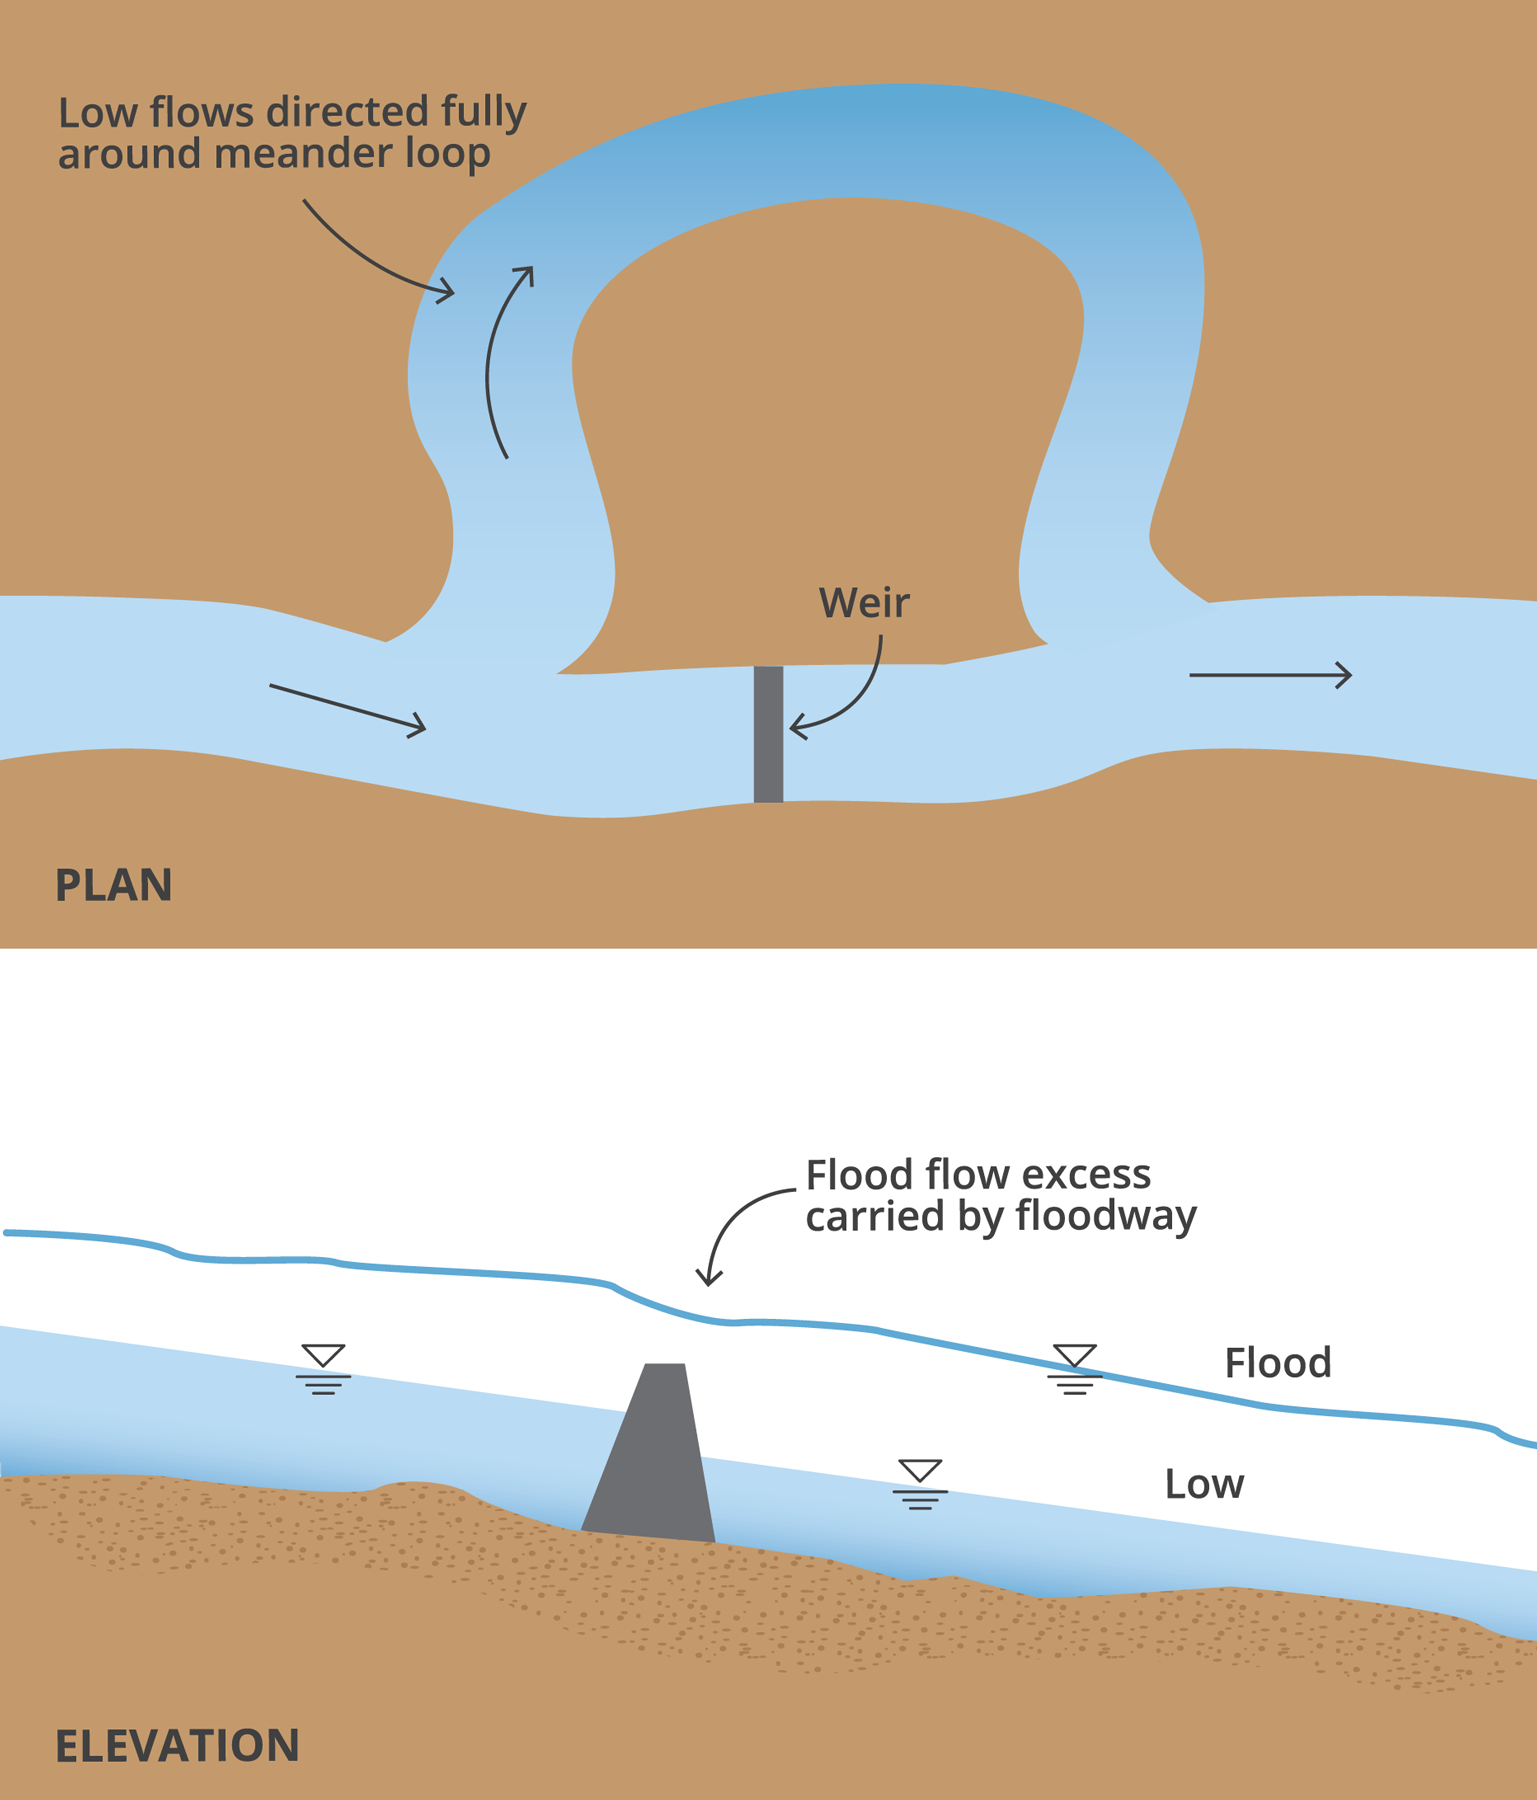 Low flows directed fully
around meander loop
Weir
PLAN
Flood flow excess
carried by floodway
Flood
Low
ELEVATION